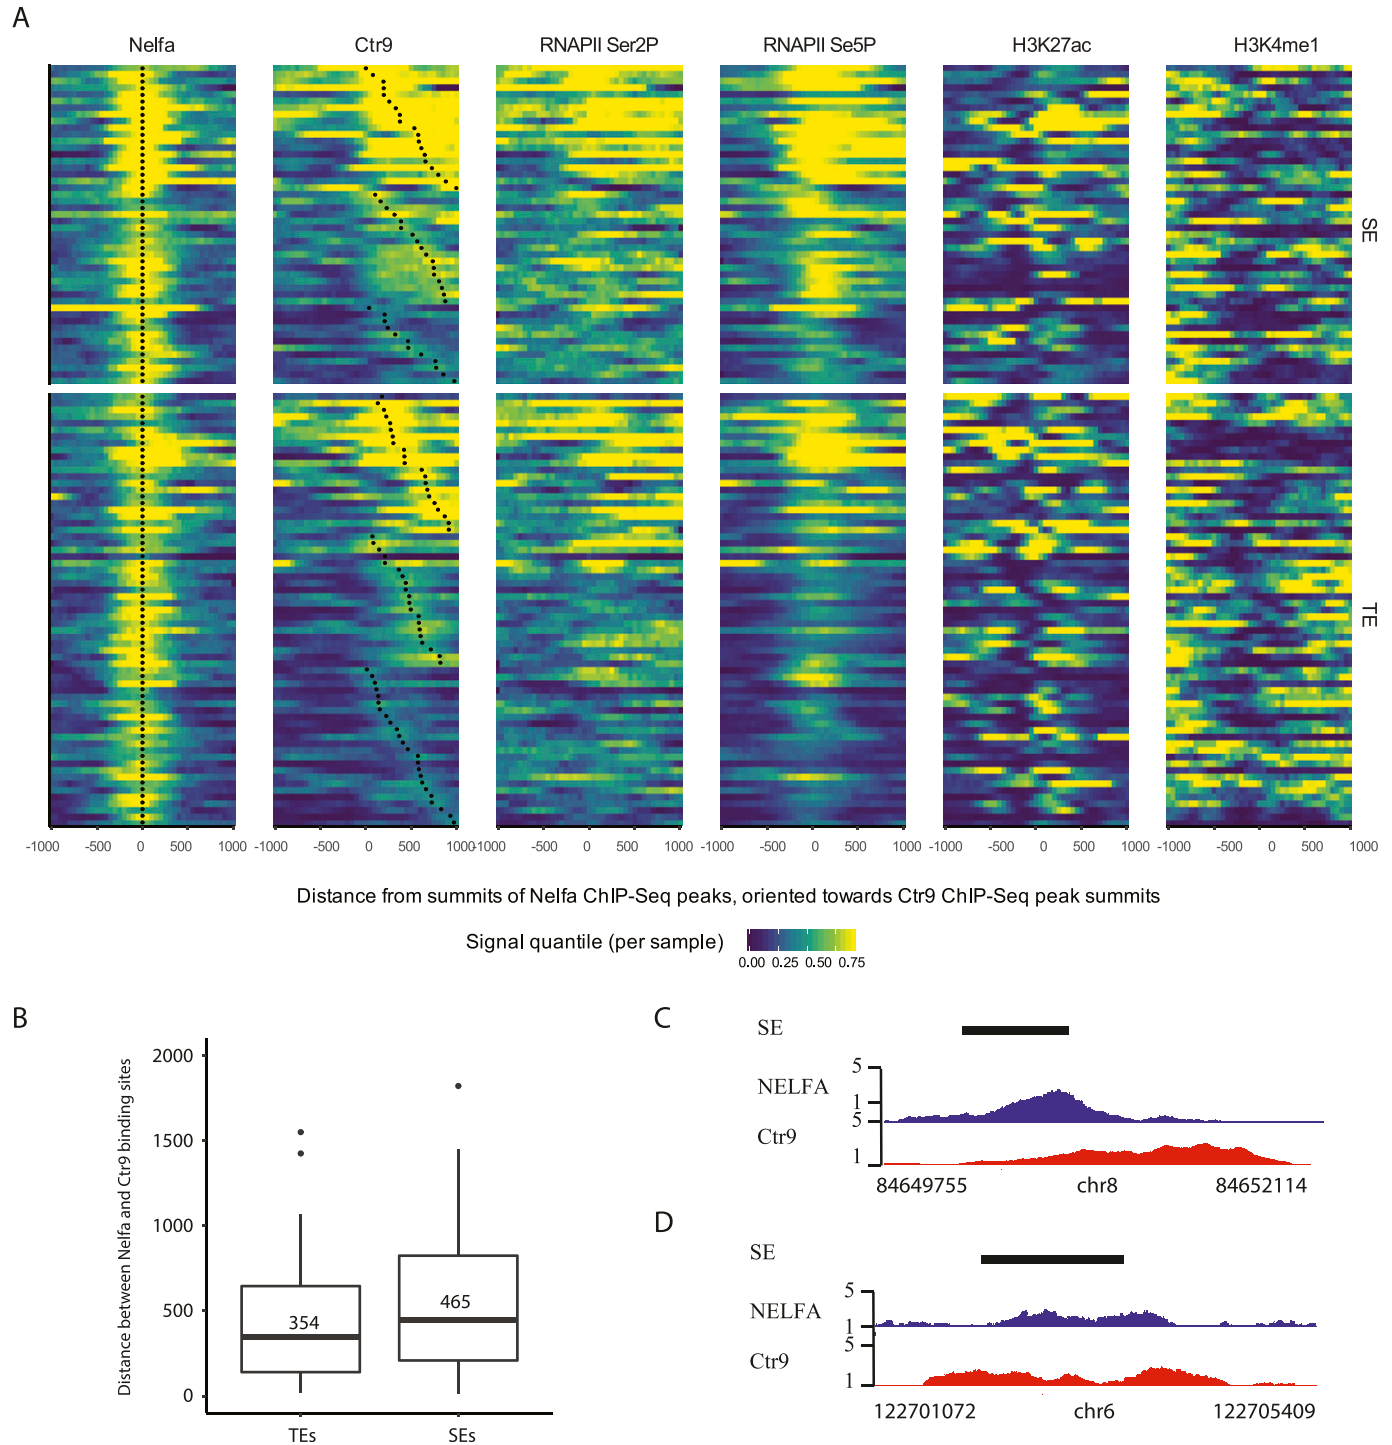 A
Nelfa Ctr9 RNAPII Ser2P RNAPII Se5P H3K27ac H3K4me1
SE
TE
-1000 -500 0 500 1000 -1000 -500 0 500 1000 -1000 -500 0 500 1000 -1000 -500 0 500 1000 -1000 -500 0 500 1000 -1000 -500 0 500 1000
Distance from summits of Nelfa ChIP-Seq peaks, oriented towards Ctr9 ChIP-Seq peak summits
Signal quantile (per sample)
0.00 0.25 0.50 0.75
B
Distance between Nelfa and Ctr9 binding sites
2000
1500
1000
500
0
354
465
TEs SEs
C
SE
NELFA
5
1
Ctr9
5
1
84649755 chr8 84652114
D
SE
NELFA
5
1
Ctr9
5
1
122701072 chr6 122705409